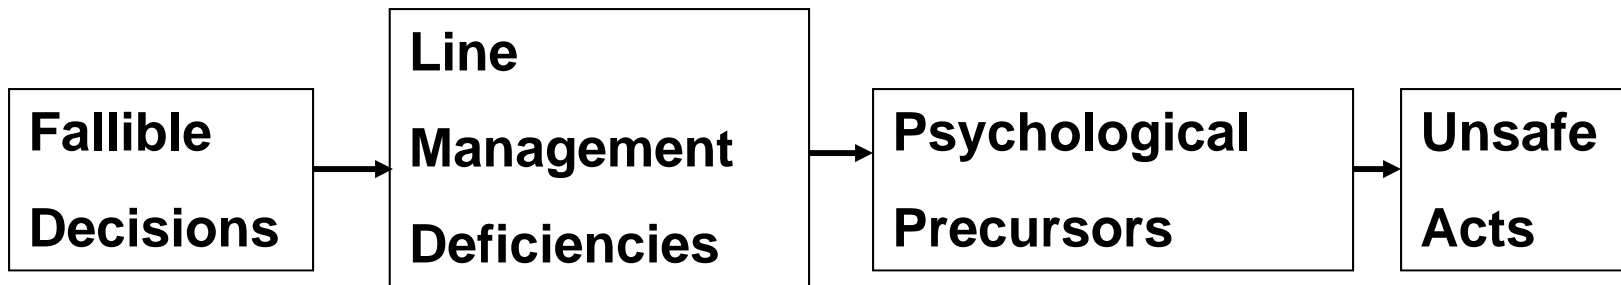 Fallible
Decisions
Line
Management
Deficiencies
Psychological
Precursors
Unsafe
Acts